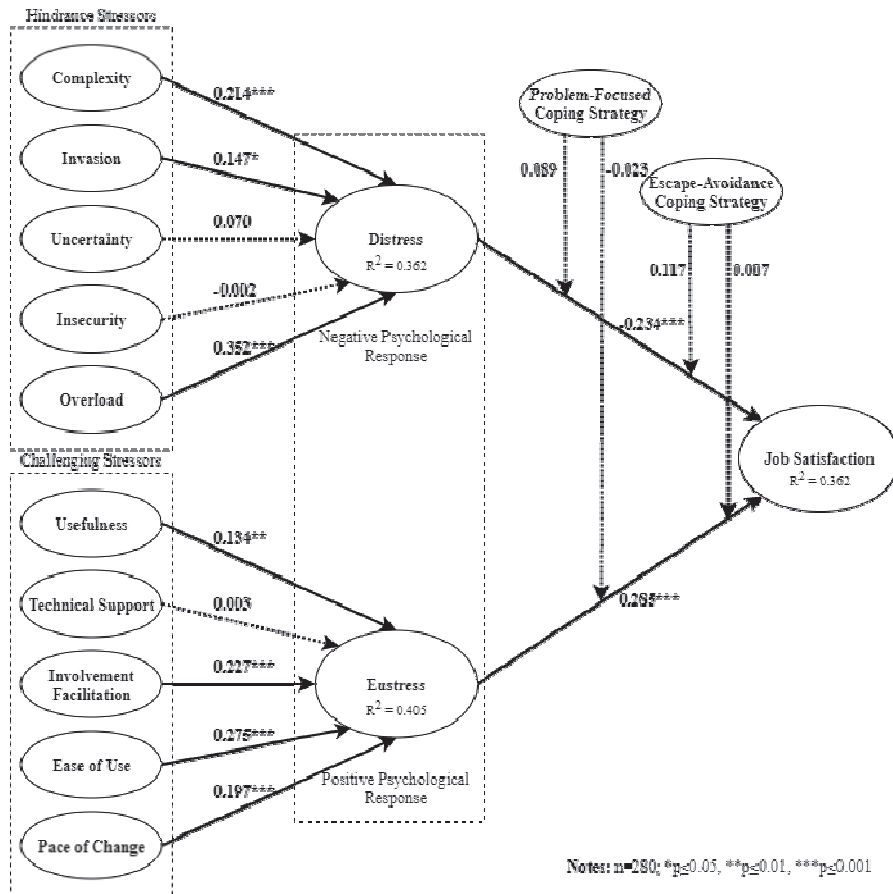 Hindrance Stressors
Complexity
0.214***
Invasion
0.147*
Uncertainty
0.070
Insecurity
-0.002
Overload
0.352***
Distress
R² = 0.362
Negative Psychological
Response
Challenging Stressors
Usefulness
0.134**
Technical Support
0.003
Involvement
Facilitation
0.227***
Ease of Use
0.275***
Pace of Change
0.197***
Eustress
R² = 0.405
Positive Psychological
Response
Problem-Focused
Coping Strategy
0.089
-0.023
Escape-Avoidance
Coping Strategy
0.117
0.007
-0.234***
0.285***
Job Satisfaction
R² = 0.362
Notes: n=280; *p≤0.05, **p≤0.01, ***p≤0.001